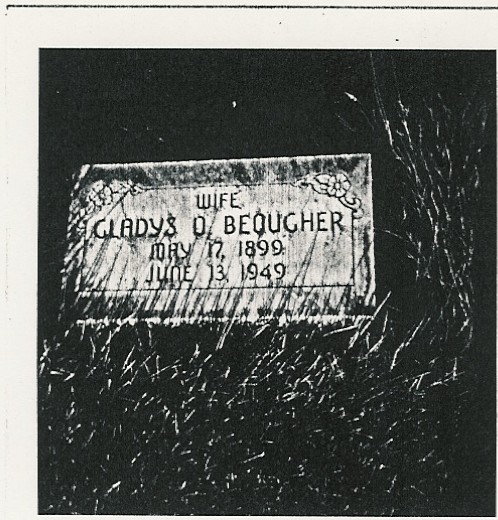 WIFE
GLADYS O. BEOUGHER
MAY 17, 1899
JUNE 13, 1949